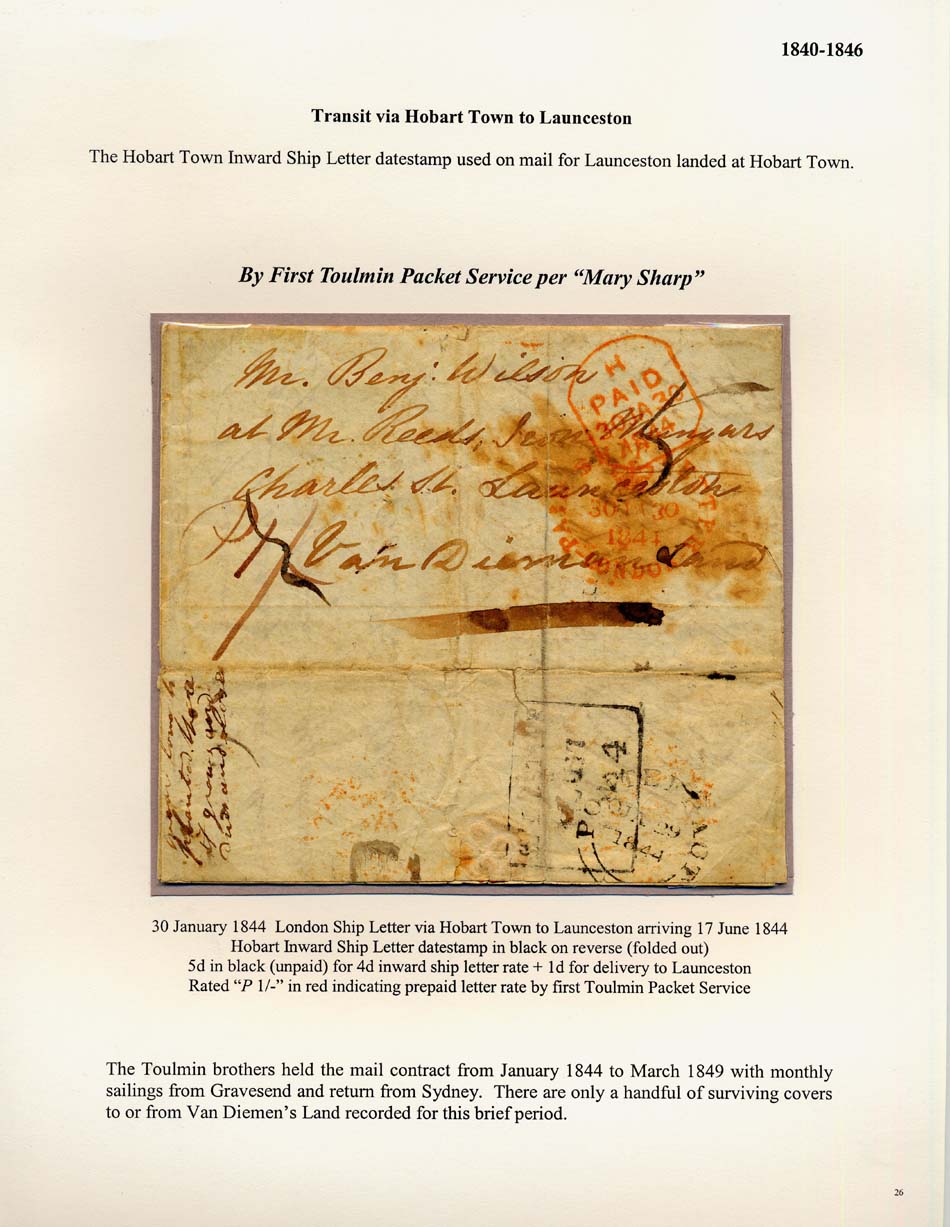 1840-1846
Transit via Hobart Town to Launceston
The Hobart Town Inward Ship Letter datestamp used on mail for Launceston landed at Hobart Town.
By First Toulmin Packet Service per “Mary Sharp”
Mr. Benj. Wilson
at Mr. Reeds,
Charles St. Launceston
P 1/
Van Dieman Land
5
H
PAID
30 JA 30
1844
30 JA 30
1844
1844
30 January 1844 London Ship Letter via Hobart Town to Launceston arriving 17 June 1844
Hobart Inward Ship Letter datestamp in black on reverse (folded out)
5d in black (unpaid) for 4d inward ship letter rate + 1d for delivery to Launceston
Rated “P 1/-” in red indicating prepaid letter rate by first Toulmin Packet Service
The Toulmin brothers held the mail contract from January 1844 to March 1849 with monthly
sailings from Gravesend and return from Sydney. There are only a handful of surviving covers
to or from Van Diemen’s Land recorded for this brief period.
26